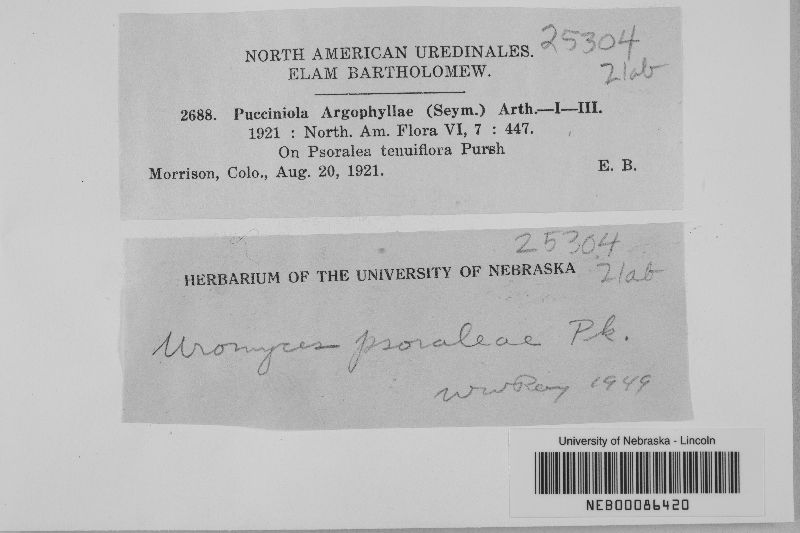 25304
21ab
NORTH AMERICAN UREDINALES.
ELAM BARTHOLOMEW.
2688. Pucciniola Argophyllae (Seym.) Arth.—I—III.
1921 : North. Am. Flora VI, 7 : 447.
On Psoralea tenuiflora Pursh
Morrison, Colo., Aug. 20, 1921. E. B.
25304
21ab
HERBARIUM OF THE UNIVERSITY OF NEBRASKA
Uromyces psoraleae Pk.
WWRay 1949
University of Nebraska - Lincoln
NEB00086420